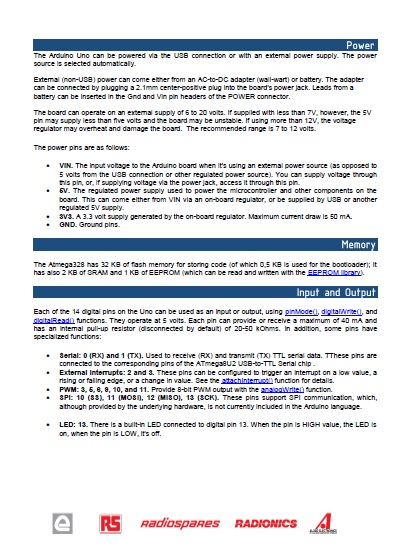 Power
The Arduino Uno can be powered via the USB connection or with an external power supply. The power
source is selected automatically.
External (non-USB) power can come either from an AC-to-DC adapter (wall-wart) or battery. The adapter
can be connected by plugging a 2.1mm center-positive plug into the board's power jack. Leads from a
battery can be inserted in the Gnd and Vin pin headers of the POWER connector.
The board can operate on an external supply of 6 to 20 volts. If supplied with less than 7V, however, the 5V
pin may supply less than five volts and the board may be unstable. If using more than 12V, the voltage
regulator may overheat and damage the board. The recommended range is 7 to 12 volts.
The power pins are as follows:
• VIN. The input voltage to the Arduino board when it's using an external power source (as opposed to
5 volts from the USB connection or other regulated power source). You can supply voltage through
this pin, or, if supplying voltage via the power jack, access it through this pin.
• 5V. The regulated power supply used to power the microcontroller and other components on the
board. This can come either from VIN via an on-board regulator, or be supplied by USB or another
regulated 5V supply.
• 3V3. A 3.3 volt supply generated by the on-board regulator. Maximum current draw is 50 mA.
• GND. Ground pins.
Memory
The Atmega328 has 32 KB of flash memory for storing code (of which 0,5 KB is used for the bootloader); It
has also 2 KB of SRAM and 1 KB of EEPROM (which can be read and written with the EEPROM library).
Input and Output
Each of the 14 digital pins on the Uno can be used as an input or output, using pinMode(), digitalWrite(), and
digitalRead() functions. They operate at 5 volts. Each pin can provide or receive a maximum of 40 mA and
has an internal pull-up resistor (disconnected by default) of 20-50 kOhms. In addition, some pins have
specialized functions:
• Serial: 0 (RX) and 1 (TX). Used to receive (RX) and transmit (TX) TTL serial data. TThese pins are
connected to the corresponding pins of the ATmega8U2 USB-to-TTL Serial chip .
• External Interrupts: 2 and 3. These pins can be configured to trigger an interrupt on a low value, a
rising or falling edge, or a change in value. See the attachInterrupt() function for details.
• PWM: 3, 5, 6, 9, 10, and 11. Provide 8-bit PWM output with the analogWrite() function.
• SPI: 10 (SS), 11 (MOSI), 12 (MISO), 13 (SCK). These pins support SPI communication, which,
although provided by the underlying hardware, is not currently included in the Arduino language.
• LED: 13. There is a built-in LED connected to digital pin 13. When the pin is HIGH value, the LED is
on, when the pin is LOW, it's off.
e RS radiospares RADIONICS A